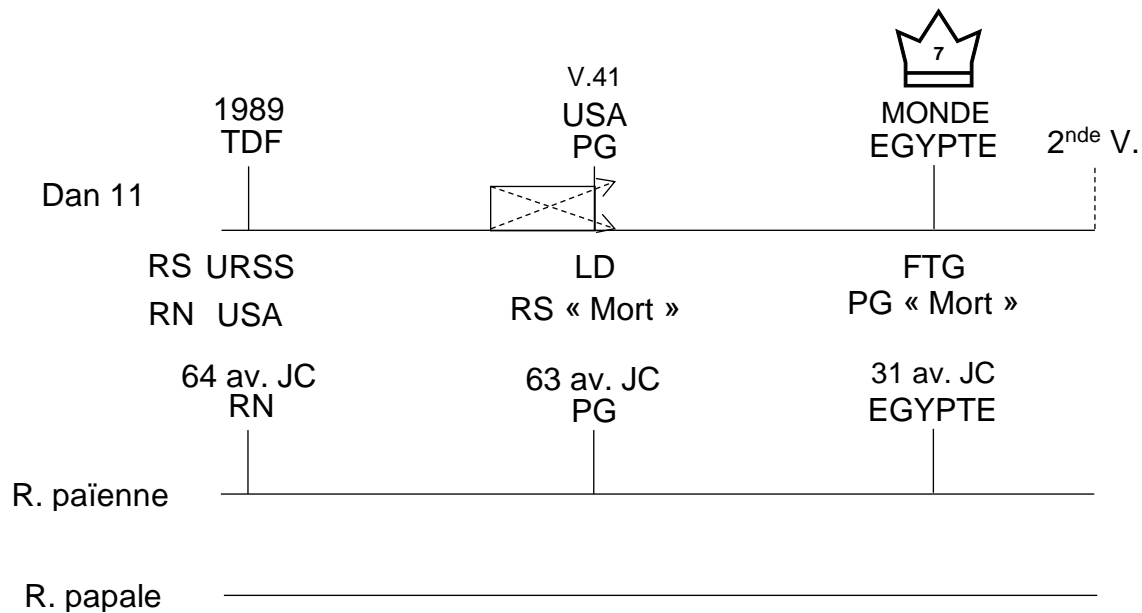 7
V.41
1989
TDF
USA
PG
MONDE
EGYPTE
2nde V.
Dan 11
RS URSS
RN USA
LD
RS « Mort »
FTG
PG « Mort »
64 av. JC
RN
63 av. JC
PG
31 av. JC
EGYPTE
R. païenne
R. papale